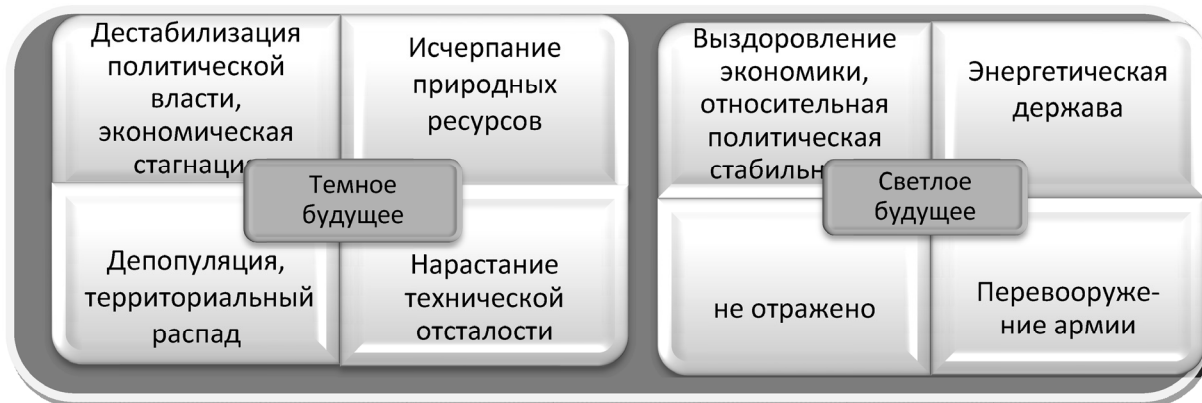 Дестабилизация
политической
власти,
экономическая
стагнация
Исчерпание
природных
ресурсов
Темное
будущее
Депопуляция,
территориальный
распад
Нарастание
технической
отсталости
Выздоровление
экономики,
относительная
политическая
Энергетическая
держава
Светлое
будущее
не отражено
Перевооруже-
ние армии